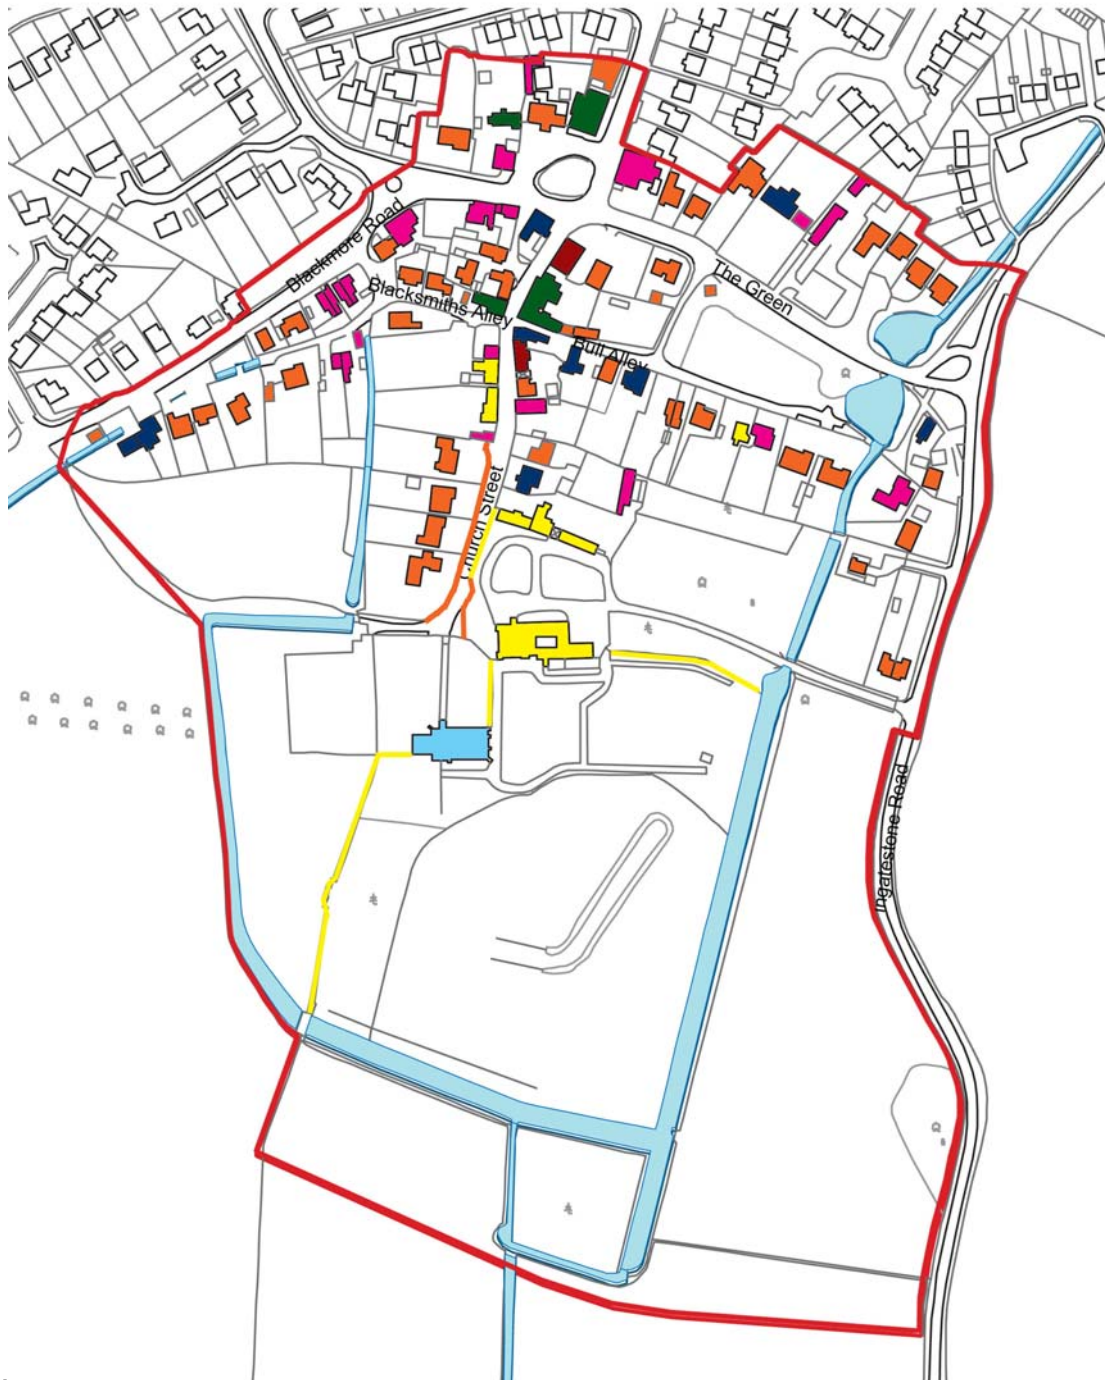 Blackmore Road
The Green
Blacksmiths Alley
Bull Alley
Church Street
Ingatestone Road